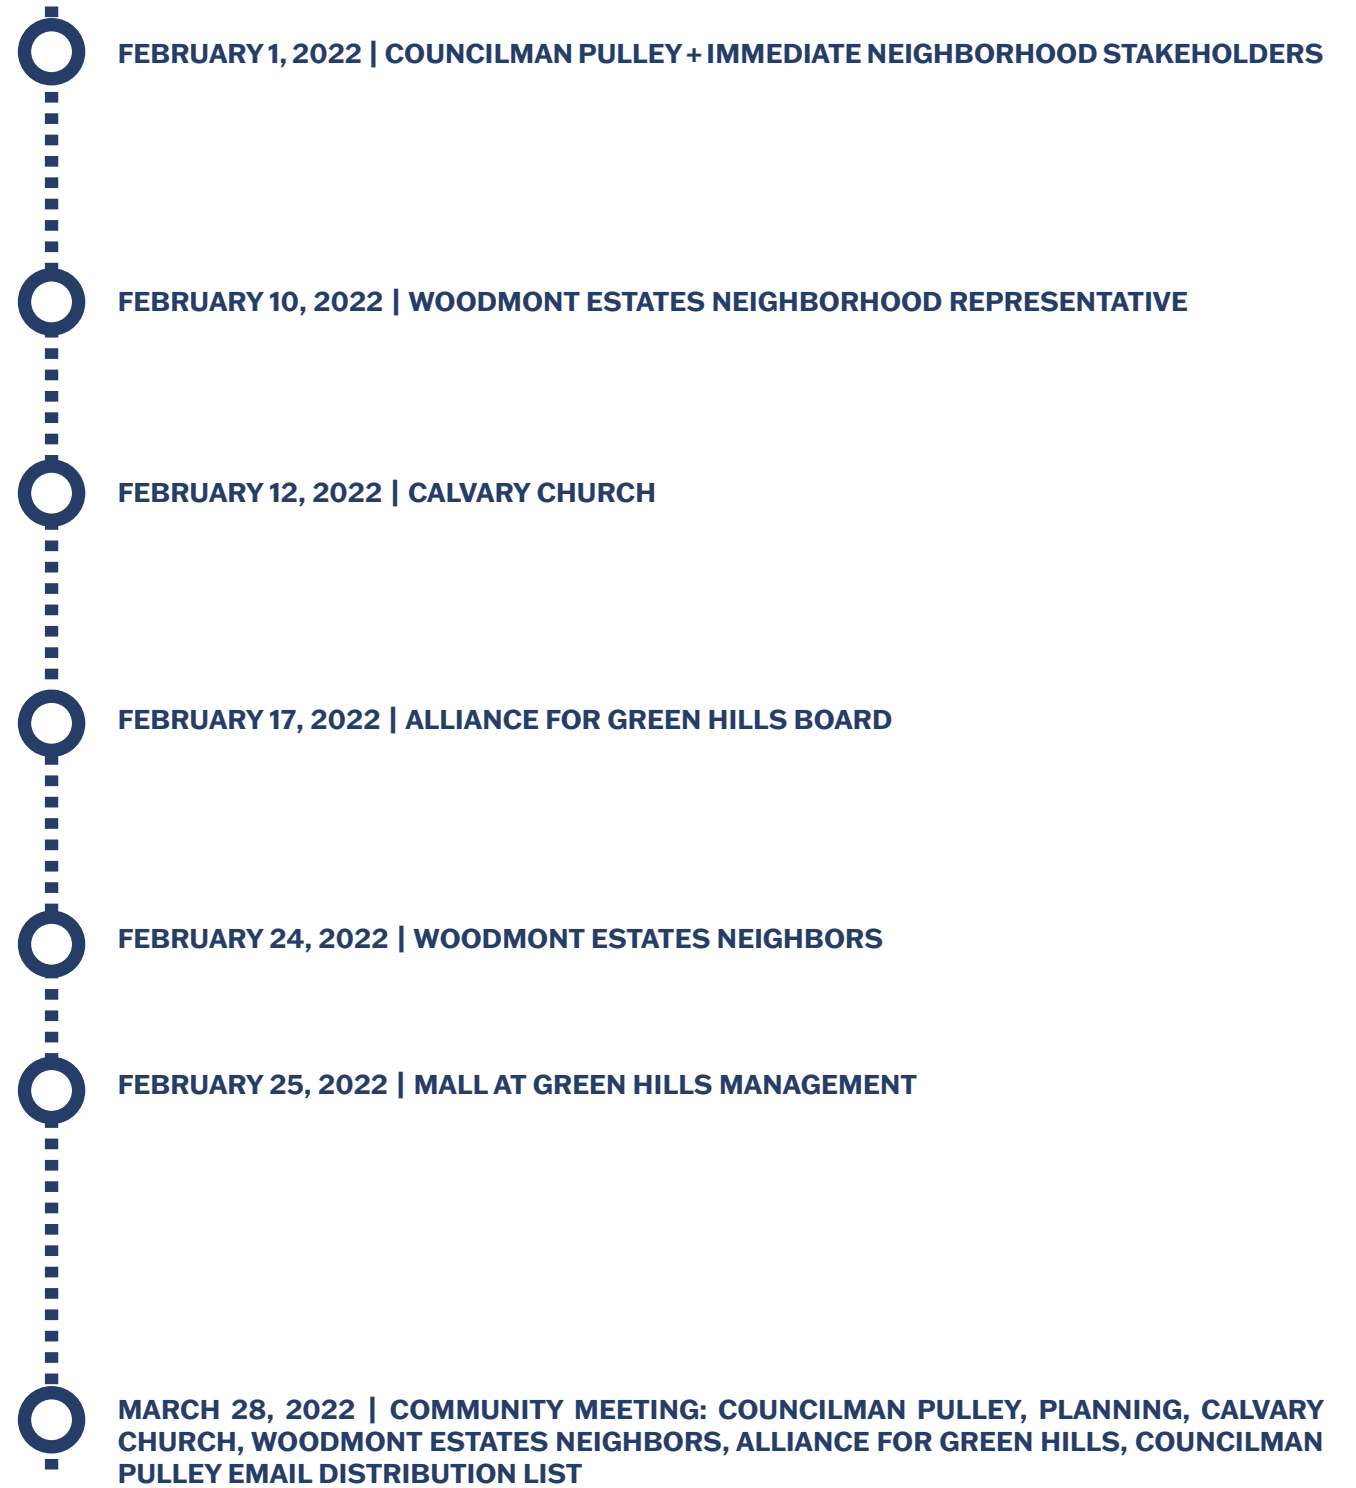 FEBRUARY 1, 2022 | COUNCILMAN PULLEY + IMMEDIATE NEIGHBORHOOD STAKEHOLDERS
FEBRUARY 10, 2022 | WOODMONT ESTATES NEIGHBORHOOD REPRESENTATIVE
FEBRUARY 12, 2022 | CALVARY CHURCH
FEBRUARY 17, 2022 | ALLIANCE FOR GREEN HILLS BOARD
FEBRUARY 24, 2022 | WOODMONT ESTATES NEIGHBORS
FEBRUARY 25, 2022 | MALL AT GREEN HILLS MANAGEMENT
MARCH 28, 2022 | COMMUNITY MEETING: COUNCILMAN PULLEY, PLANNING, CALVARY
CHURCH, WOODMONT ESTATES NEIGHBORS, ALLIANCE FOR GREEN HILLS, COUNCILMAN
PULLEY EMAIL DISTRIBUTION LIST